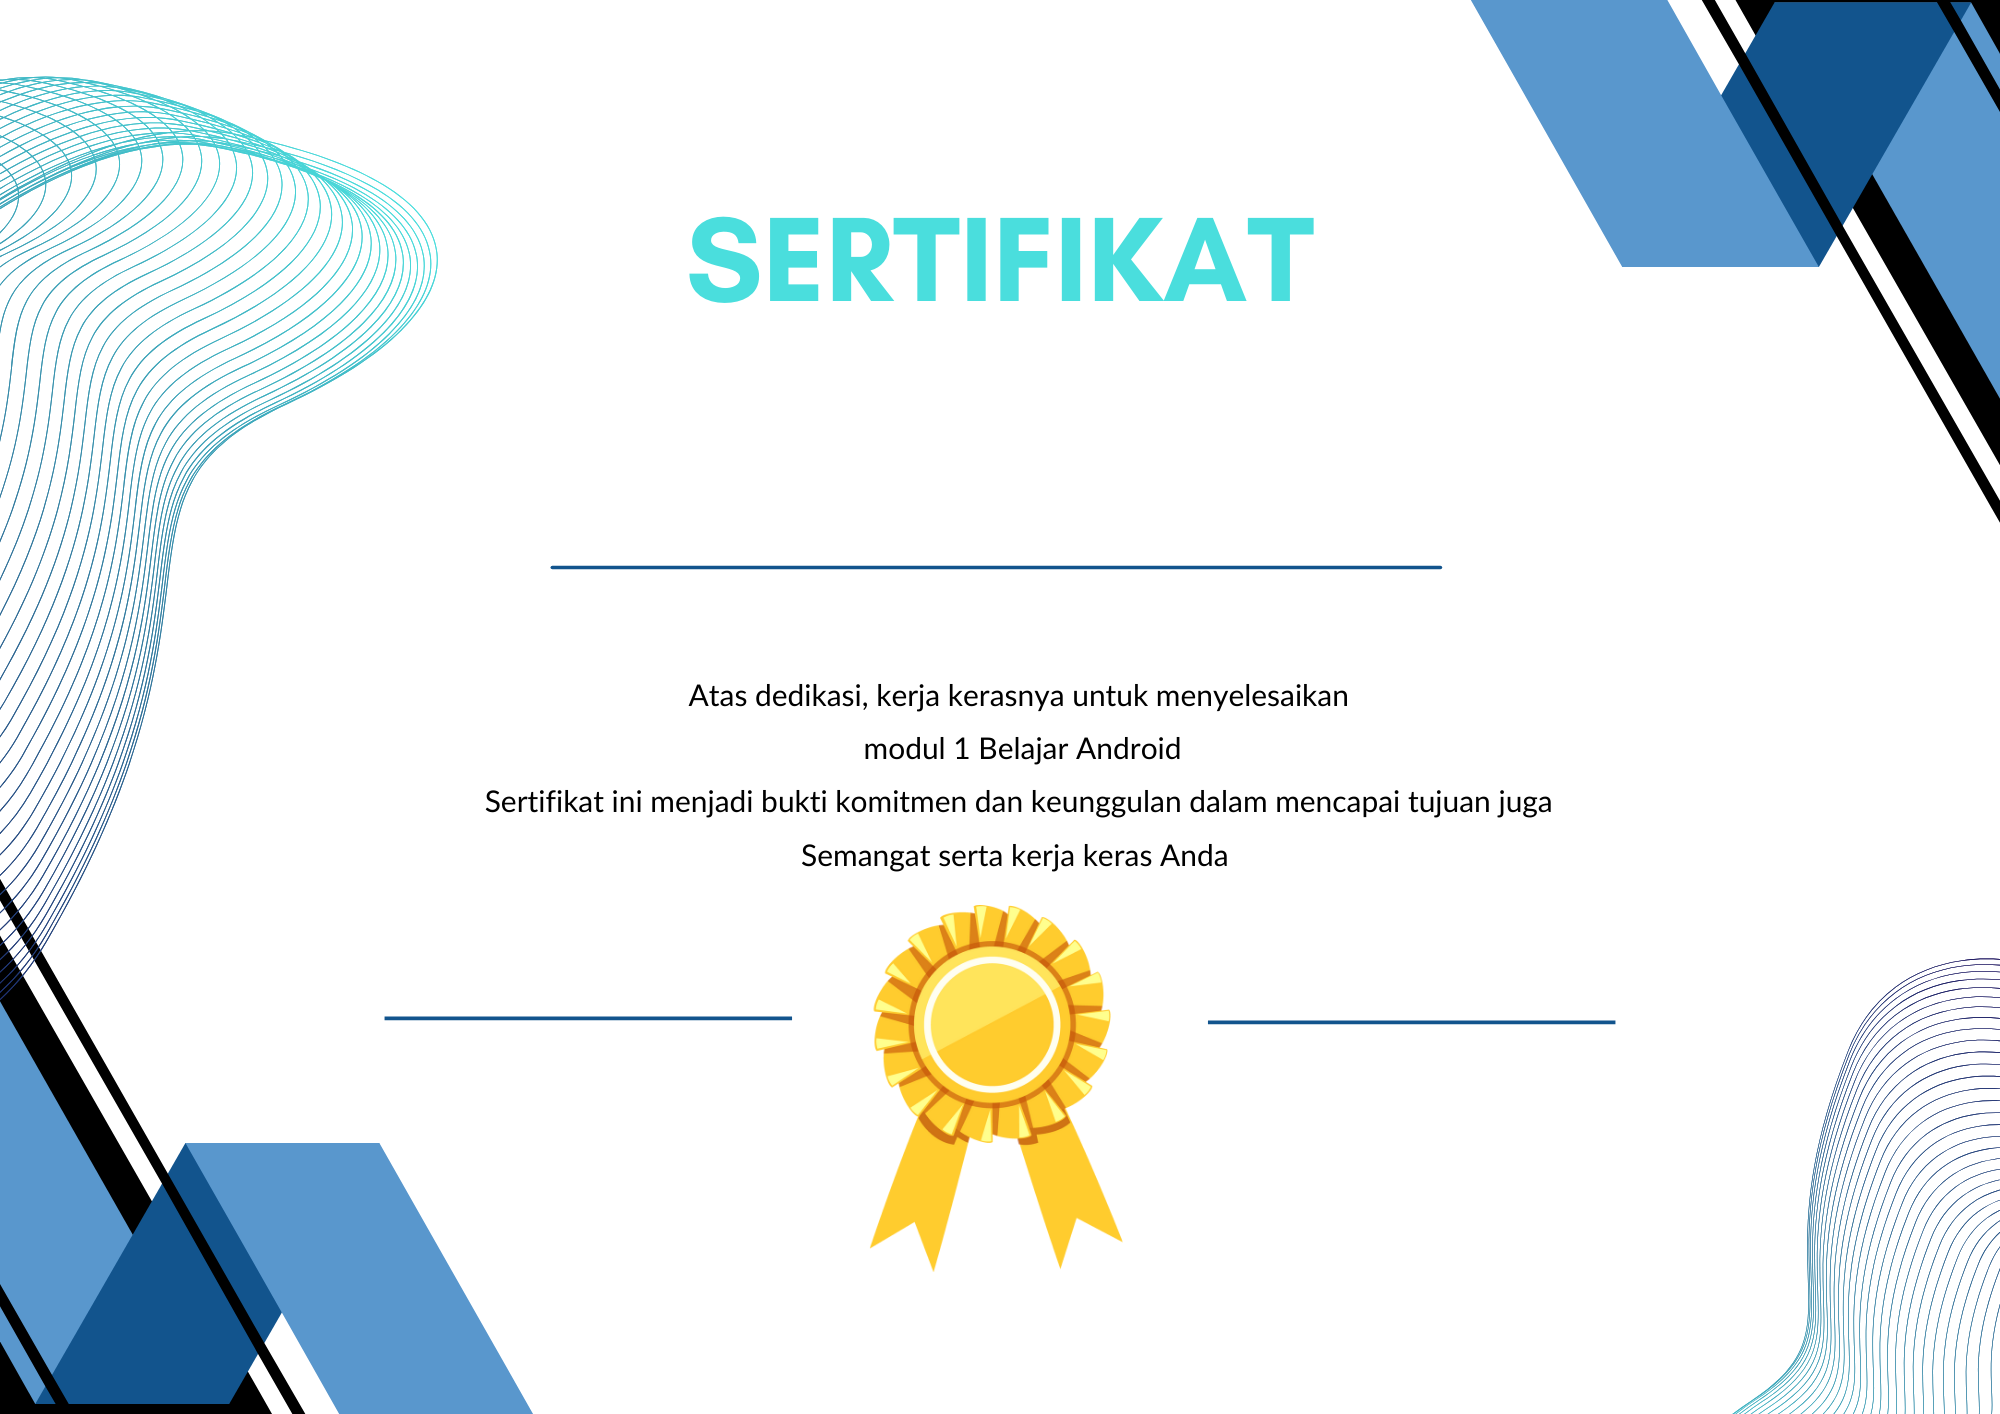 SERTIFIKAT
Atas dedikasi, kerja kerasnya untuk menyelesaikan
modul 1 Belajar Android
Sertifikat ini menjadi bukti komitmen dan keunggulan dalam mencapai tujuan juga
Semangat serta kerja keras Anda